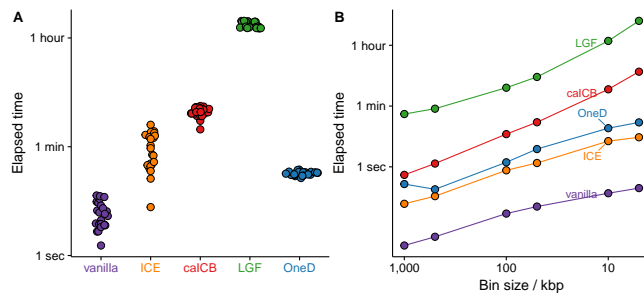 A
Elapsed time
1 hour
1 min
1 sec
vanilla
ICE
calCB
LGF
OneD
B
Elapsed time
1 hour
1 min
1 sec
LGF
calCB
OneD
ICE
vanilla
1,000
100
10
Bin size / kbp